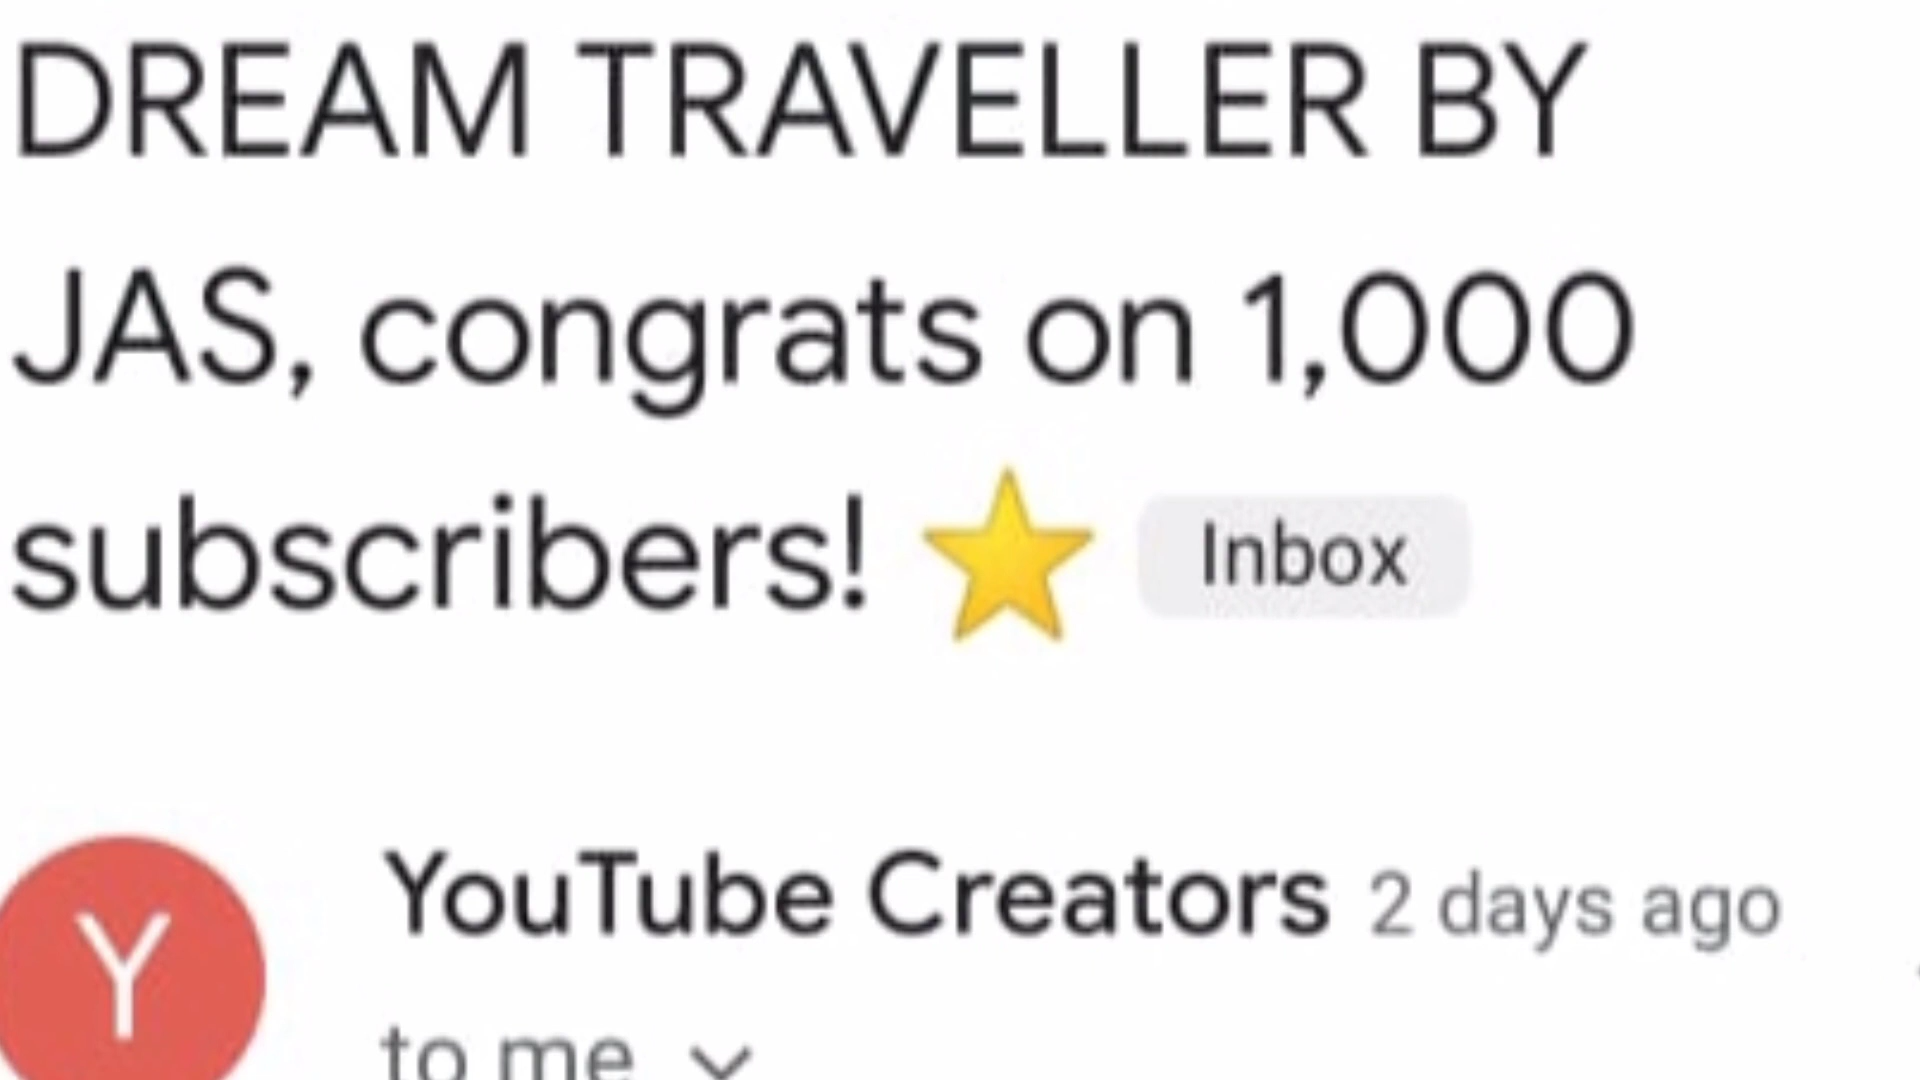 DREAM TRAVELLER BY
JAS, congrats on 1,000
subscribers! ⭐ Inbox
Y
YouTube Creators 2 days ago
to me